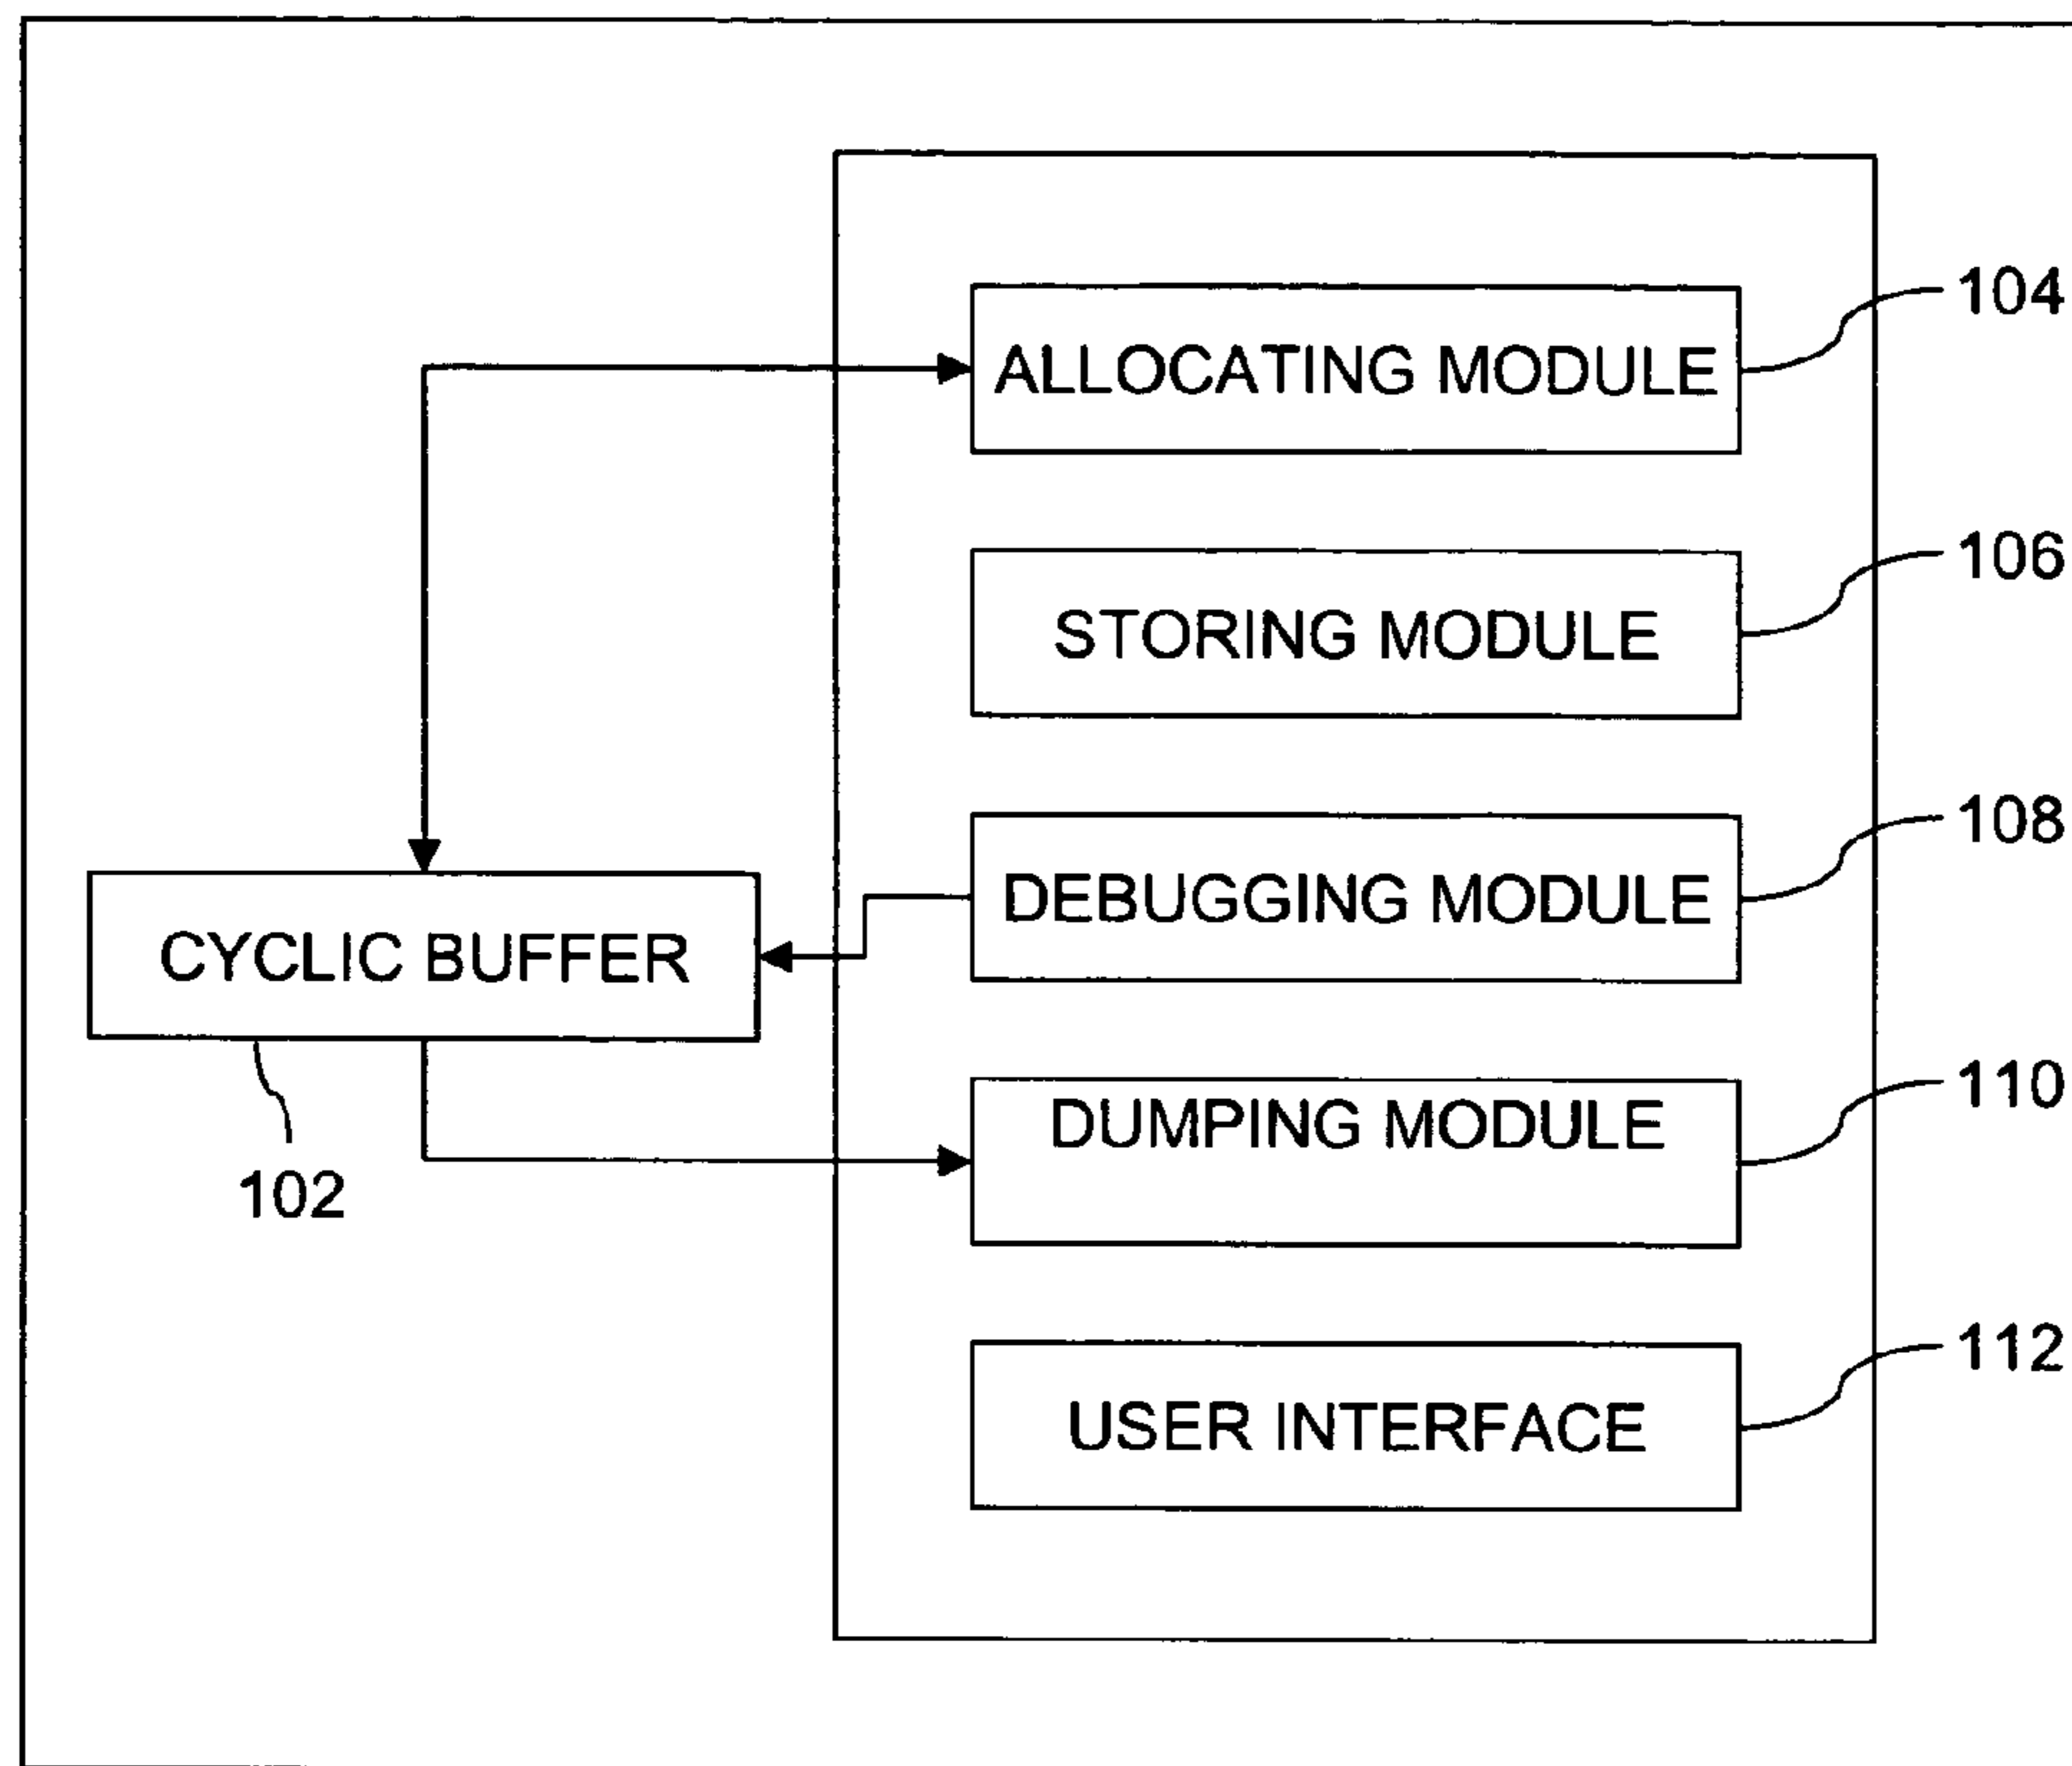 104
ALLOCATING MODULE
106
STORING MODULE
108
DEBUGGING MODULE
CYCLIC BUFFER
110
DUMPING MODULE
102
112
USER INTERFACE